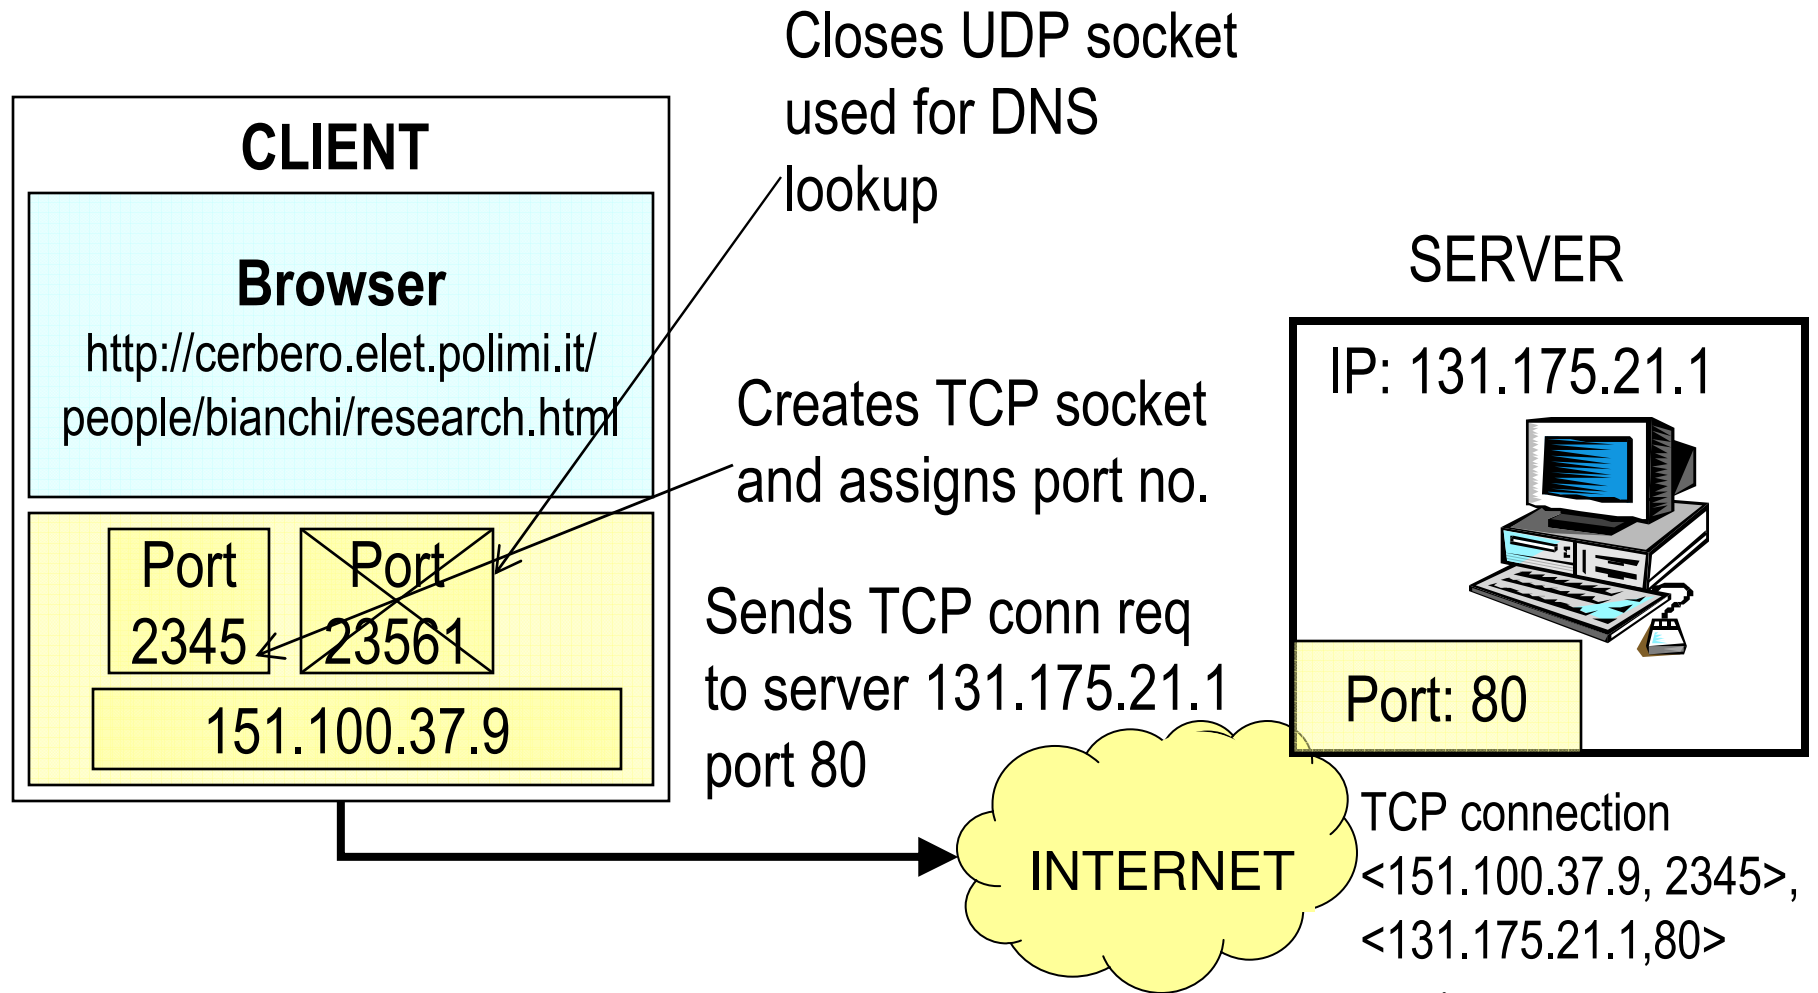 Closes UDP socket
used for DNS
lookup
CLIENT
Browser
http://cerbero.elet.polimi.it/
people/bianchi/research.html
Creates TCP socket
and assigns port no.
Port
2345
Port
23561
151.100.37.9
Sends TCP conn req
to server 131.175.21.1
port 80
SERVER
IP: 131.175.21.1
Port: 80
INTERNET
TCP connection
<151.100.37.9, 2345>,
<131.175.21.1,80>